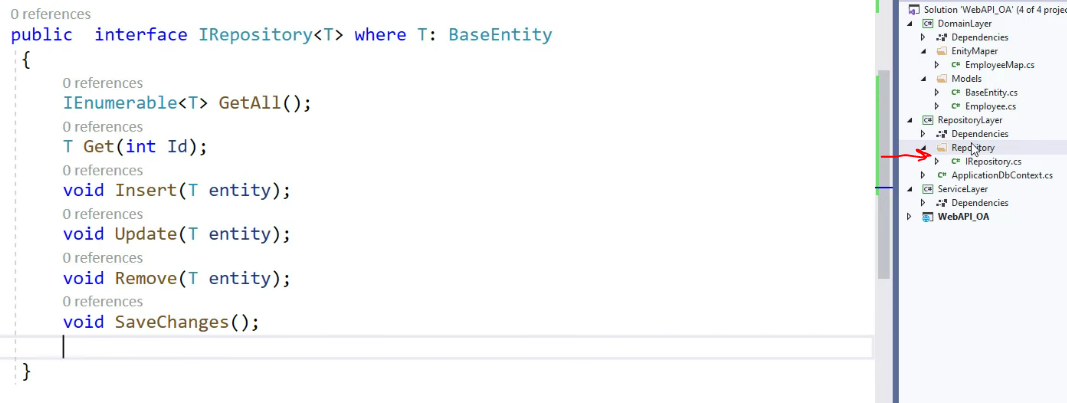 0 references
public interface IRepository<T> where T: BaseEntity
{
0 references
IEnumerable<T> GetAll();
0 references
T Get(int Id);
0 references
void Insert(T entity);
0 references
void Update(T entity);
0 references
void Remove(T entity);
0 references
void SaveChanges();
}
Solution 'WebAPI_OA' (4 of 4 projec
C# DomainLayer
Dependencies
EnityMaper
C# EmployeeMap.cs
Models
C# BaseEntity.cs
C# Employee.cs
C# RepositoryLayer
Dependencies
Repository
C# IRepository.cs
C# ApplicationDbContext.cs
C# ServiceLayer
Dependencies
WebAPI_OA